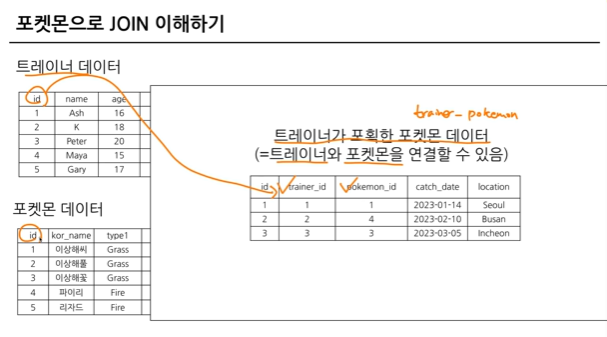 포켓몬으로 JOIN 이해하기
트레이너 데이터
id name age
1 Ash 16
2 K 18
3 Peter 20
4 Maya 15
5 Gary 17
포켓몬 데이터
id kor_name type1
1 이상해씨 Grass
2 이상해풀 Grass
3 이상해꽃 Grass
4 파이리 Fire
5 리자드 Fire
trainer_pokemon
트레이너가 포획한 포켓몬 데이터
(=트레이너와 포켓몬을 연결할 수 있음)
id trainer_id pokemon_id catch_date location
1 1 1 2023-01-14 Seoul
2 2 4 2023-02-10 Busan
3 3 3 2023-03-05 Incheon